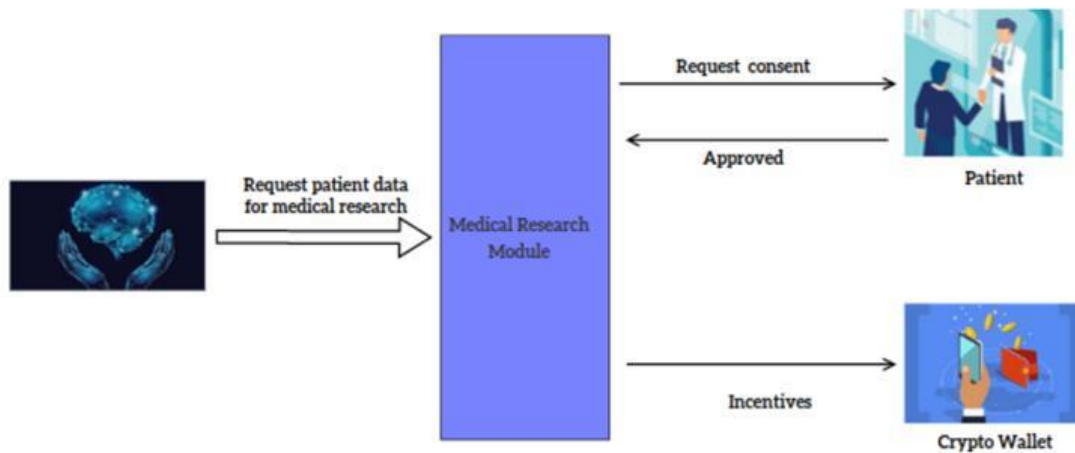 Request consent
Approved
Patient
Request patient data
for medical research
Medical Research
Module
Incentives
Crypto Wallet